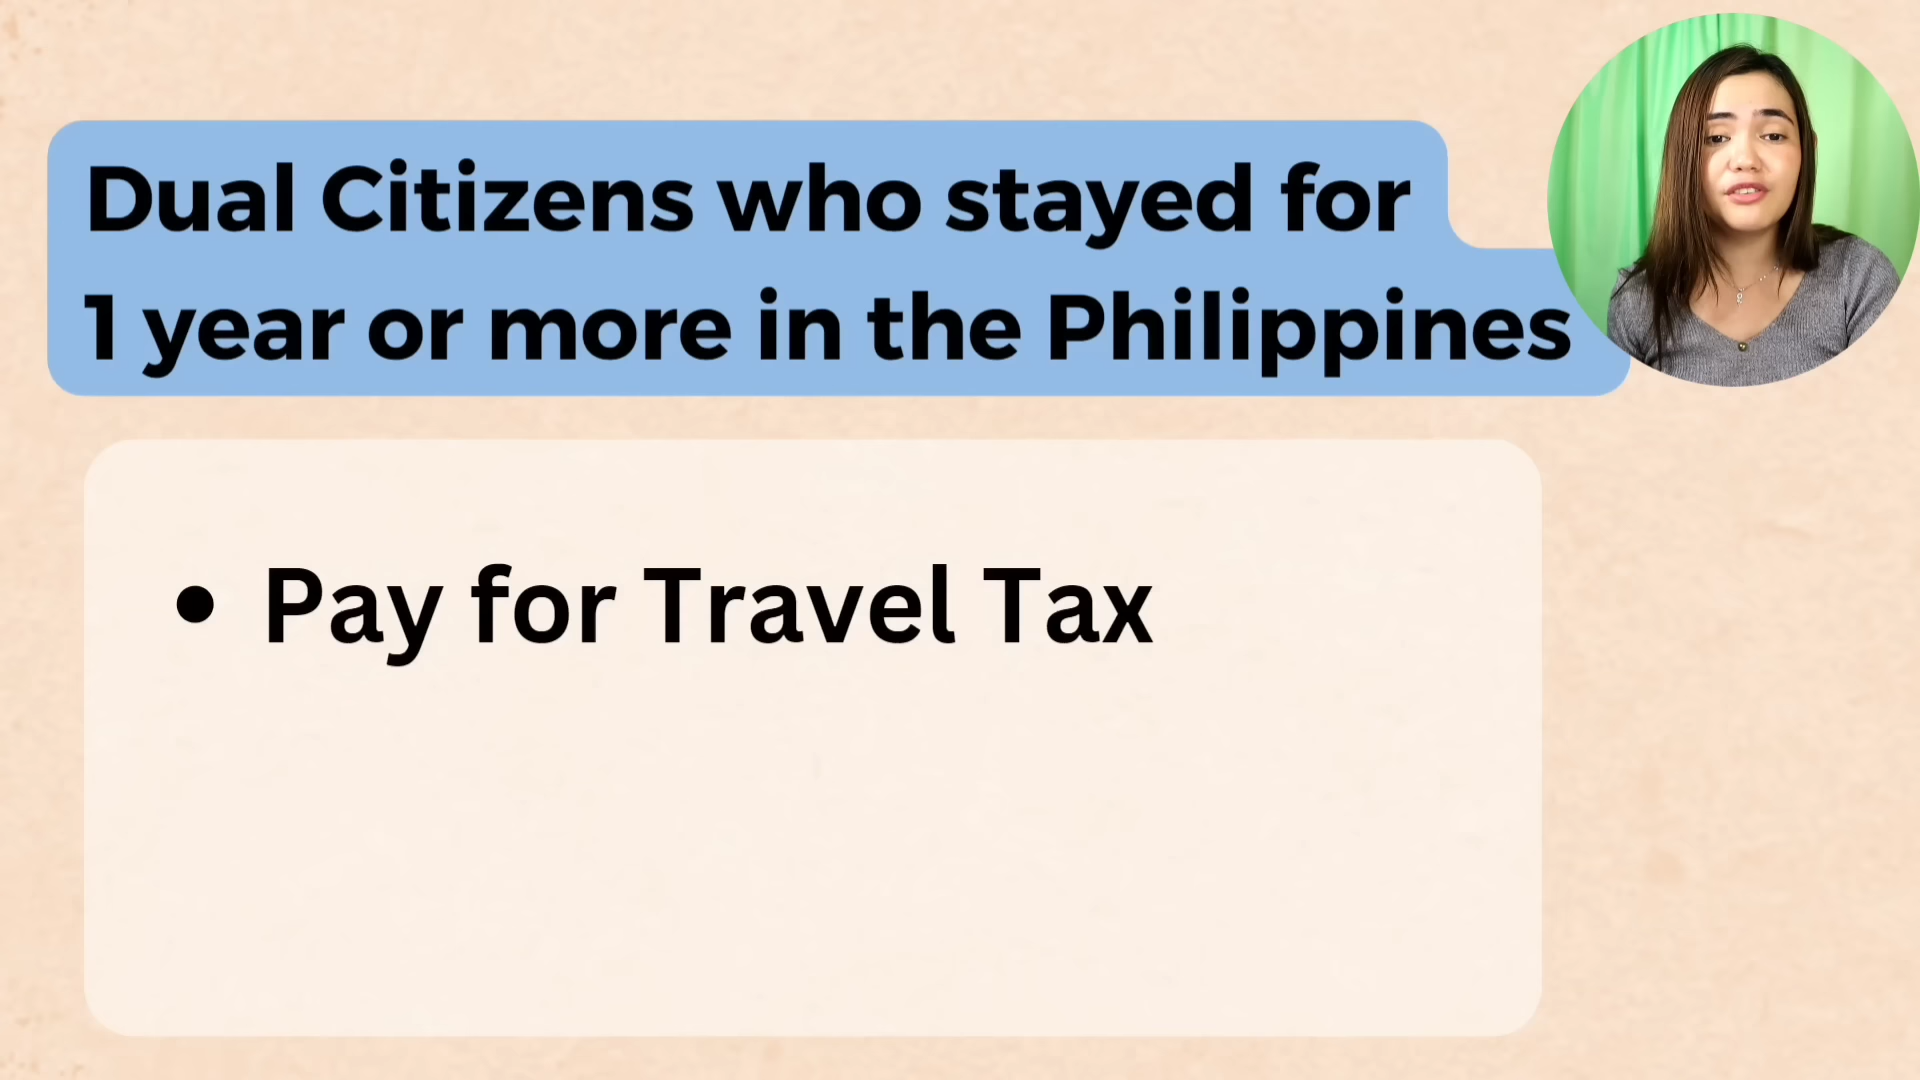 Dual Citizens who stayed for
1 year or more in the Philippines
• Pay for Travel Tax